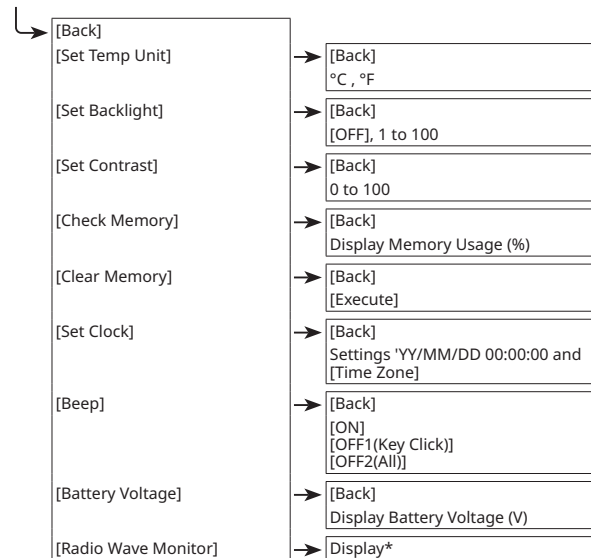 [Back]
[Set Temp Unit]
[Back]
°C , °F
[Set Backlight]
[Back]
[OFF], 1 to 100
[Set Contrast]
[Back]
0 to 100
[Check Memory]
[Back]
Display Memory Usage (%)
[Clear Memory]
[Back]
[Execute]
[Set Clock]
[Back]
Settings 'YY/MM/DD 00:00:00 and
[Time Zone]
[Beep]
[Back]
[ON]
[OFF1(Key Click)]
[OFF2(All)]
[Battery Voltage]
[Back]
Display Battery Voltage (V)
[Radio Wave Monitor]
Display*